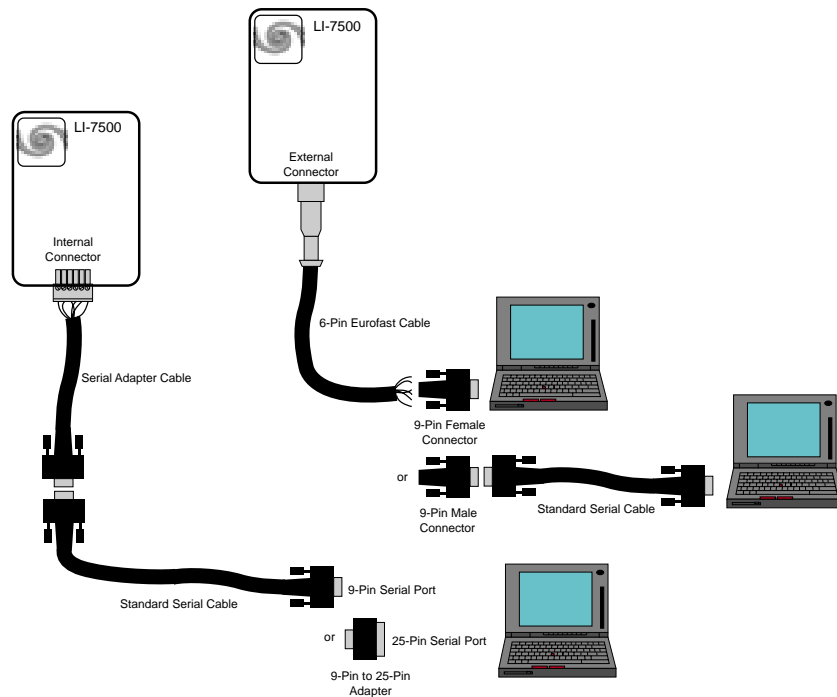 LI-7500
External
Connector
LI-7500
Internal
Connector
6-Pin Eurofast Cable
Serial Adapter Cable
9-Pin Female
Connector
or
9-Pin Male
Connector
Standard Serial Cable
Standard Serial Cable
9-Pin Serial Port
or
25-Pin Serial Port
9-Pin to 25-Pin
Adapter